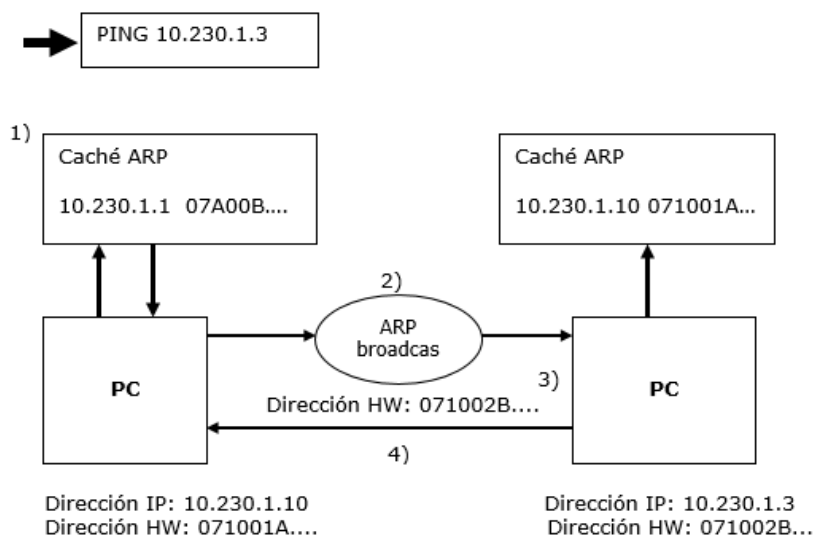 PING 10.230.1.3
1)
Caché ARP
10.230.1.1 07A00B....
Caché ARP
10.230.1.10 071001A...
2)
ARP
broadcas
PC
3)
PC
Dirección HW: 071002B....
4)
Dirección IP: 10.230.1.10
Dirección HW: 071001A....
Dirección IP: 10.230.1.3
Dirección HW: 071002B...